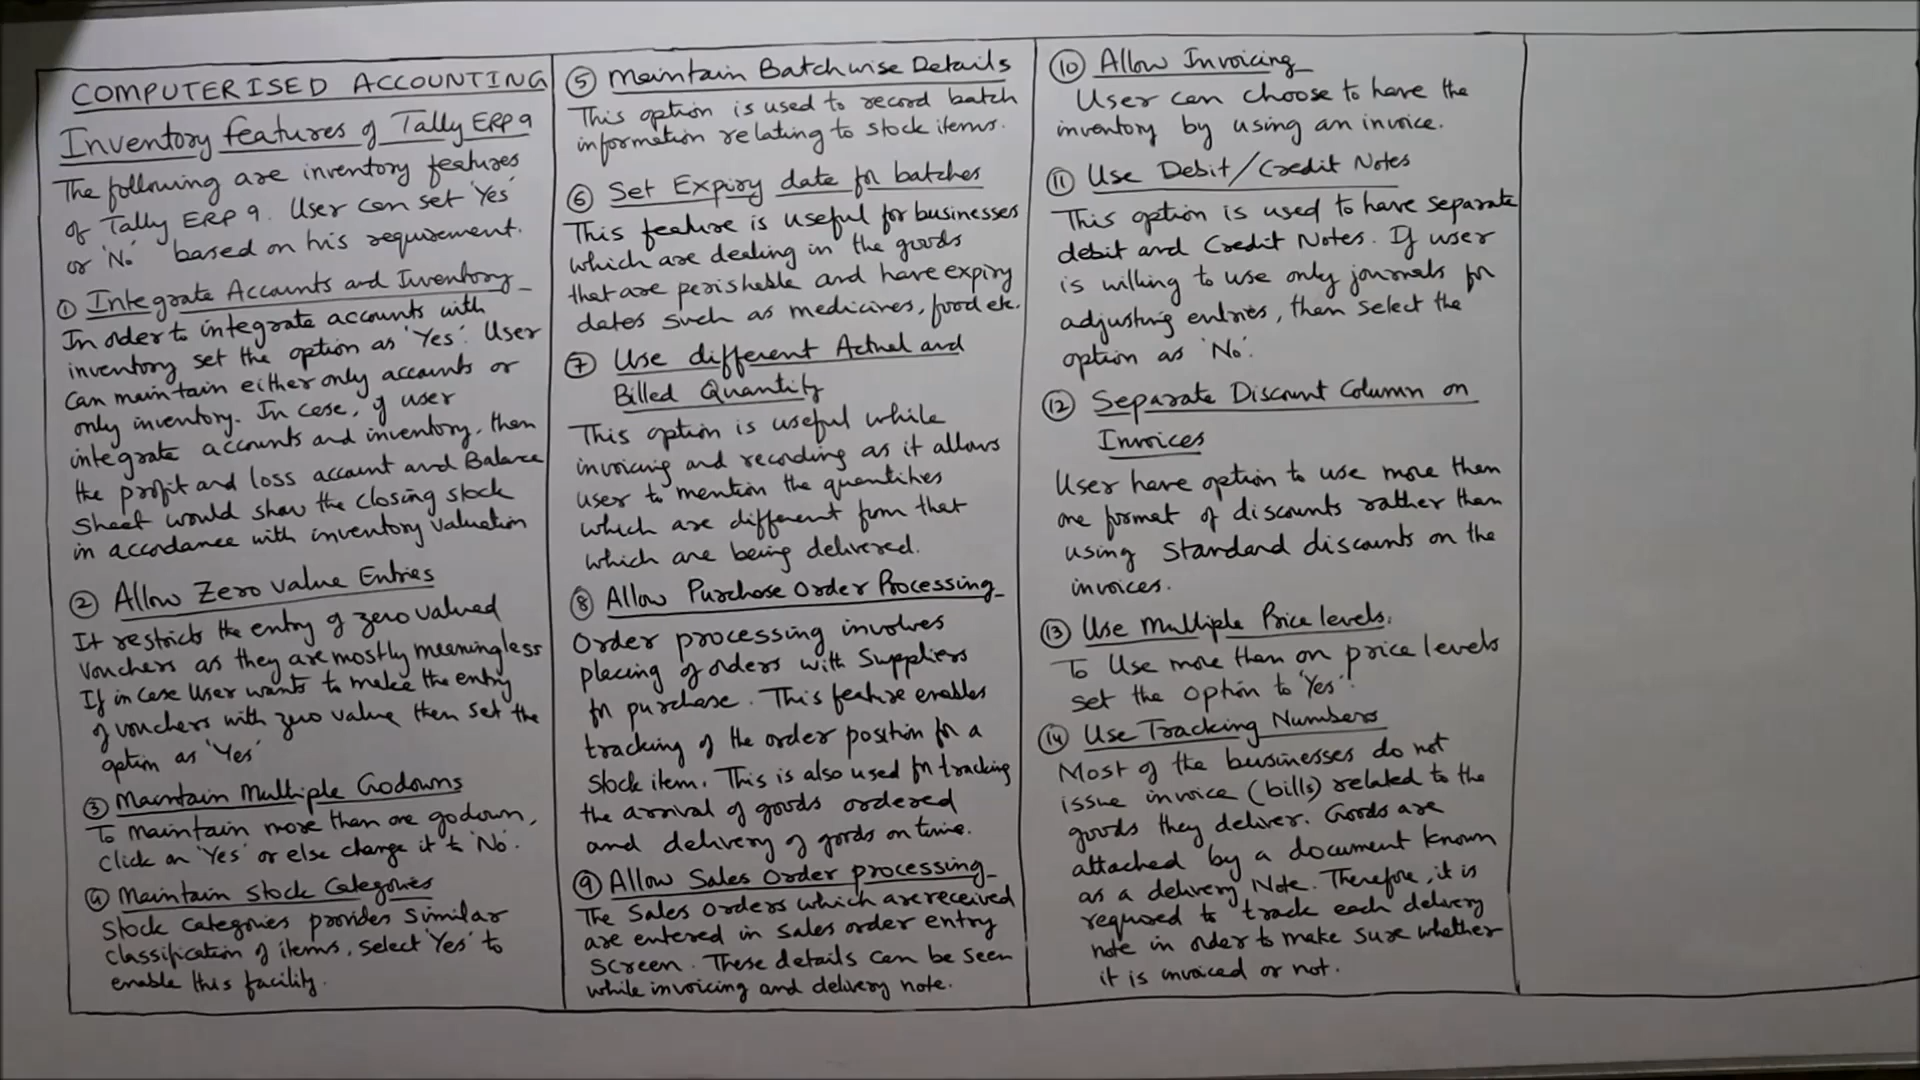 COMPUTERISED ACCOUNTING
Inventory features of Tally ERP 9
The following are inventory features
of Tally ERP 9. User can set 'Yes'
or 'No' based on his requirement.
① Integrate Accounts and Inventory
In order to integrate accounts with
inventory set the option as 'Yes'. User
can maintain either only accounts or
only inventory. In case, if user
integrate accounts and inventory, then
the profit and loss account and Balance
Sheet would show the closing stock
in accordance with inventory valuation
② Allow Zero value Entries
It restricts the entry of zero valued
vouchers as they are mostly meaningless
If in case User wants to make the entry
of vouchers with zero value then set the
option as 'Yes'
③ Maintain Multiple Godowns
To maintain more than one godown,
click on 'Yes' or else change it to 'No'.
④ Maintain Stock Categories
Stock Categories provides similar
classification of items, select 'Yes' to
enable this facility.
⑤ Maintain Batchwise Details
This option is used to record batch
information relating to stock items.
⑥ Set Expiry date for batches
This feature is useful for businesses
which are dealing in the goods
that are perishable and have expiry
dates such as medicines, food etc.
⑦ Use different Actual and
Billed Quantity
This option is useful while
invoicing and recording as it allows
user to mention the quantities
which are different from that
which are being delivered.
⑧ Allow Purchase Order Processing
Order processing involves
placing of orders with Suppliers
for purchase. This feature enables
tracking of the order position for a
stock item. This is also used for tracking
the arrival of goods ordered
and delivery of goods on time.
⑨ Allow Sales Order processing
The Sales Orders which are received
are entered in sales order entry
screen. These details can be seen
while invoicing and delivery note.
⑩ Allow Invoicing
User can choose to have the
inventory by using an invoice.
⑪ Use Debit/Credit Notes
This option is used to have separate
debit and Credit Notes. If user
is willing to use only journals for
adjusting entries, then select the
option as 'No'.
⑫ Separate Discount Column on
Invoices
User have option to use more then
one format of discounts rather than
using Standard discounts on the
invoices.
⑬ Use Multiple Price levels.
To Use more then on price levels
set the option to 'Yes'.
⑭ Use Tracking Numbers
Most of the businesses do not
issue invoice (bills) related to the
goods they deliver. Goods are
attached by a document known
as a delivery Note. Therefore, it is
required to track each delivery
note in order to make sure whether
it is invoiced or not.